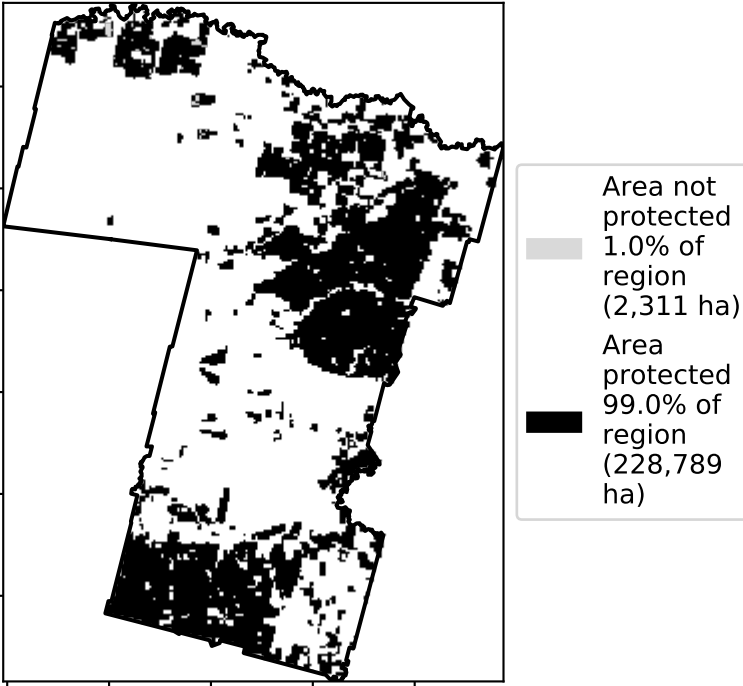 Area not
protected
1.0% of
region
(2,311 ha)
Area
protected
99.0% of
region
(228,789
ha)